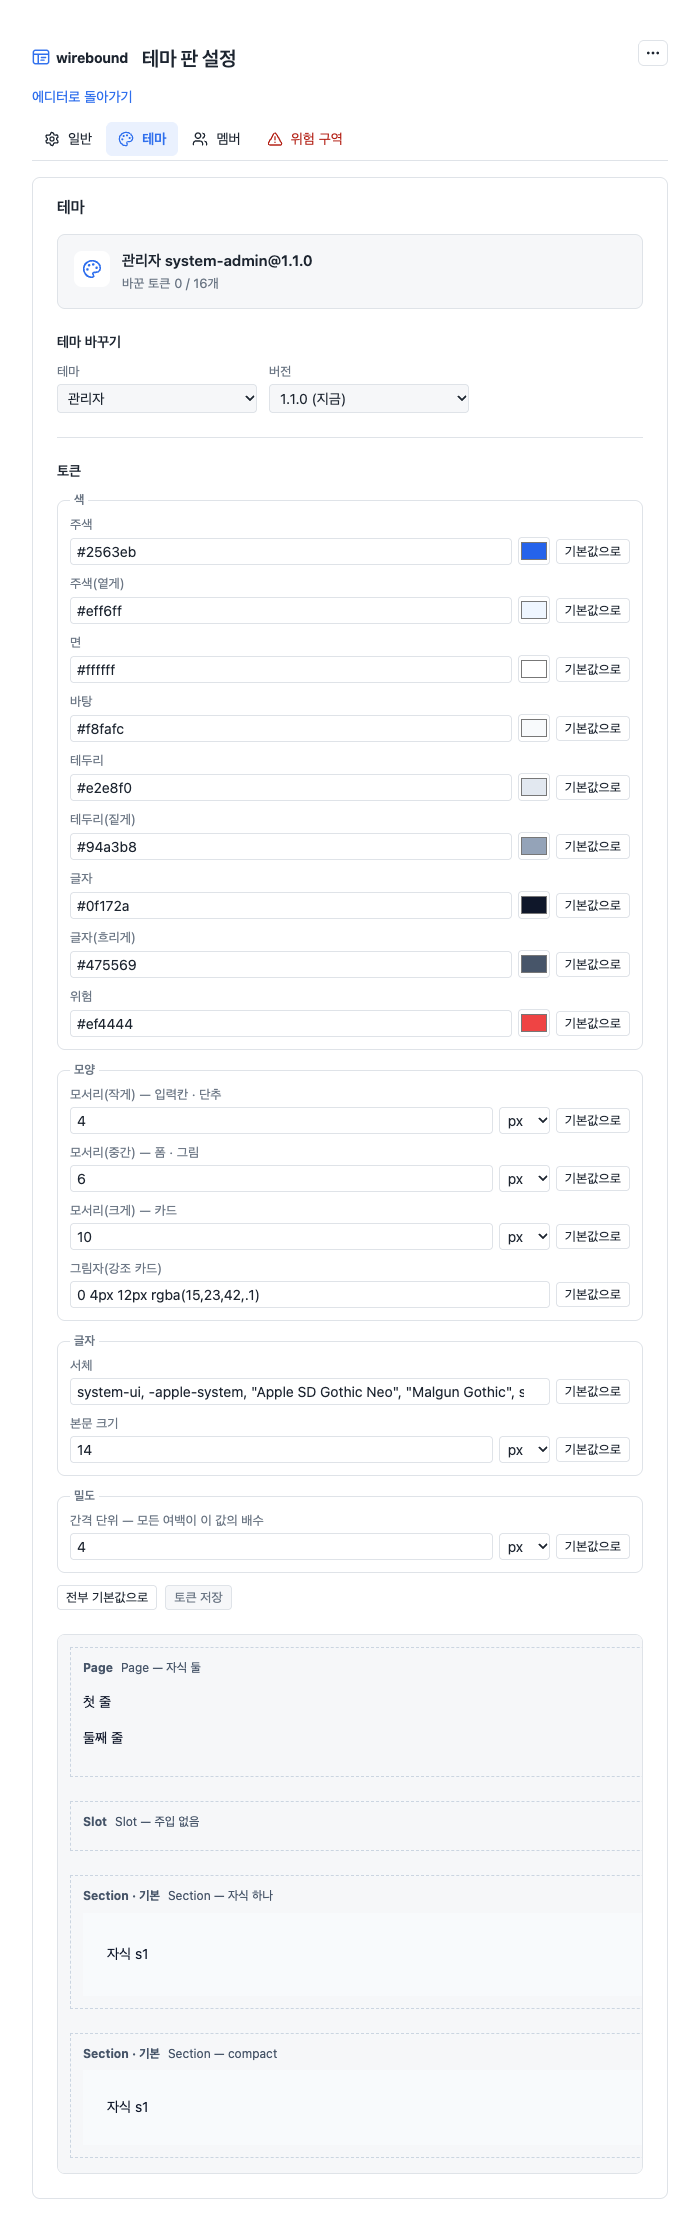 wirebound 테마 판 설정
에디터로 돌아가기
일반 테마 멤버 위험 구역
테마
관리자 system-admin@1.1.0
바꾼 토큰 0 / 16개
테마 바꾸기
테마 버전
관리자 1.1.0 (지금)
토큰
색
주색
#2563eb 기본값으로
주색(옅게)
#eff6ff 기본값으로
면
#ffffff 기본값으로
바탕
#f8fafc 기본값으로
테두리
#e2e8f0 기본값으로
테두리(짙게)
#94a3b8 기본값으로
글자
#0f172a 기본값으로
글자(흐리게)
#475569 기본값으로
위험
#ef4444 기본값으로
모양
모서리(작게) — 입력칸 · 단추
4 px 기본값으로
모서리(중간) — 폼 · 그림
6 px 기본값으로
모서리(크게) — 카드
10 px 기본값으로
그림자(강조 카드)
0 4px 12px rgba(15,23,42,.1) 기본값으로
글자
서체
system-ui, -apple-system, "Apple SD Gothic Neo", "Malgun Gothic", s 기본값으로
본문 크기
14 px 기본값으로
밀도
간격 단위 — 모든 여백이 이 값의 배수
4 px 기본값으로
전부 기본값으로 토큰 저장
Page Page — 자식 둘
첫 줄
둘째 줄
Slot Slot — 주입 없음
Section · 기본 Section — 자식 하나
자식 s1
Section · 기본 Section — compact
자식 s1